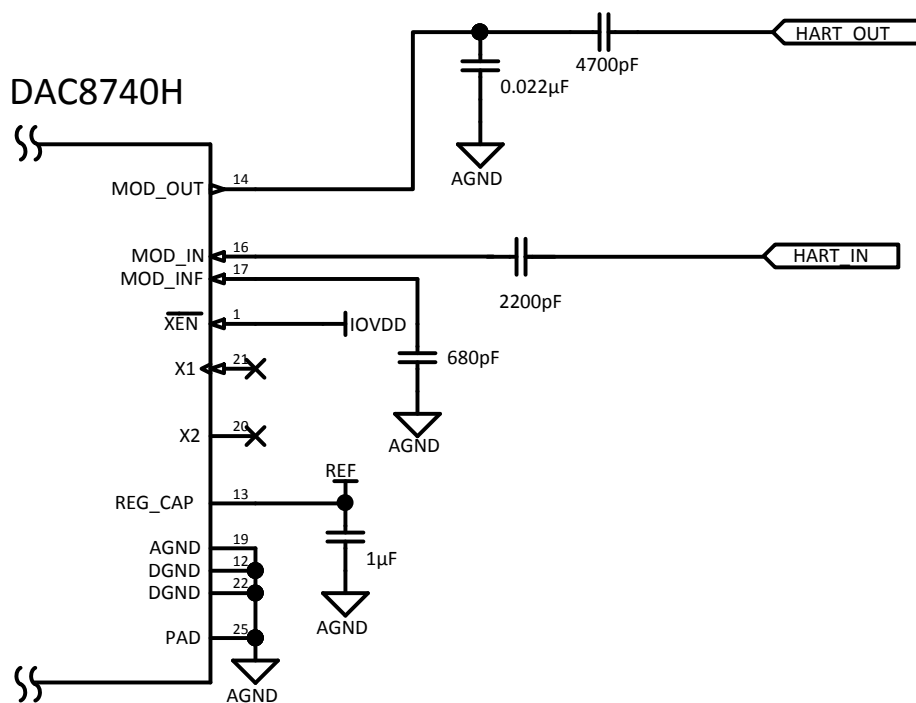 HART_OUT
4700pF
0.022µF
DAC8740H
AGND
14
MOD_OUT
16
MOD_IN
HART_IN
17
MOD_INF
2200pF
1
XEN
IOVDD
680pF
21
X1
20
X2
AGND
REF
13
REG_CAP
19
AGND
1µF
12
DGND
22
DGND
AGND
25
PAD
AGND